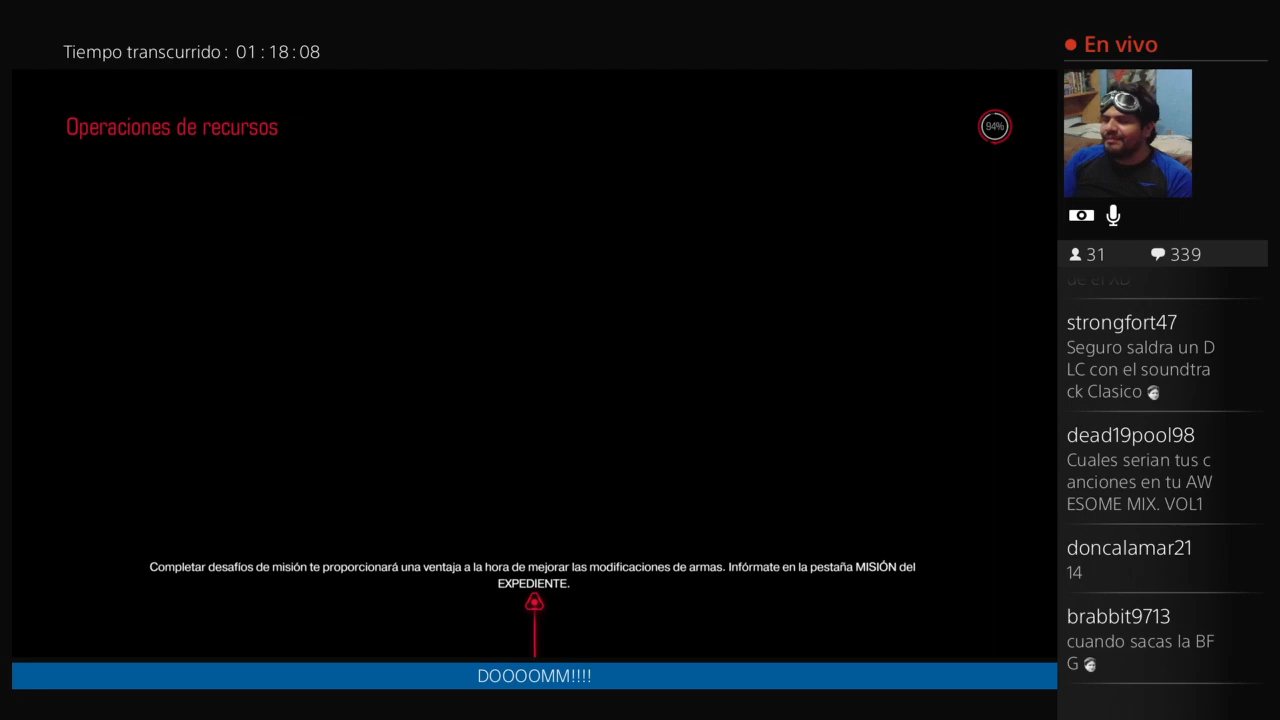 Tiempo transcurrido: 01:18:08
En vivo
Operaciones de recursos
94%
31 339
de el XD
strongfort47
Seguro saldra un D
LC con el soundtra
ck Clasico
dead19pool98
Cuales serian tus c
anciones en tu AW
ESOME MIX. VOL1
doncalamar21
14
brabbit9713
cuando sacas la BF
G
Completar desafíos de misión te proporcionará una ventaja a la hora de mejorar las modificaciones de armas. Infórmate en la pestaña MISIÓN del
EXPEDIENTE.
DOOOOMM!!!!